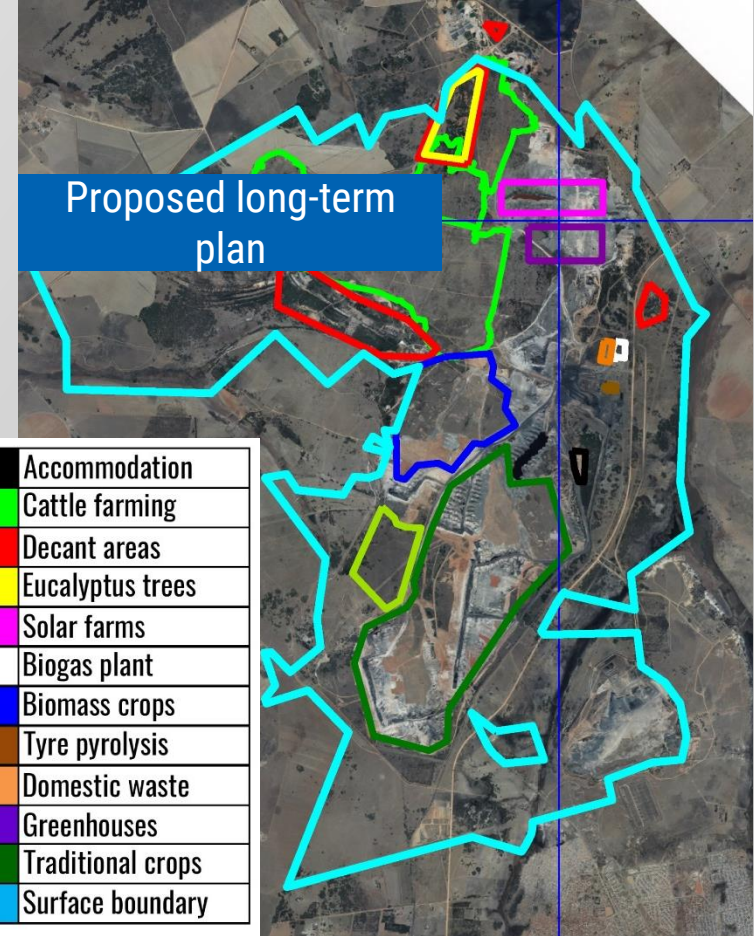 Proposed long-term
plan
Accommodation
Cattle farming
Decant areas
Eucalyptus trees
Solar farms
Biogas plant
Biomass crops
Tyre pyrolysis
Domestic waste
Greenhouses
Traditional crops
Surface boundary